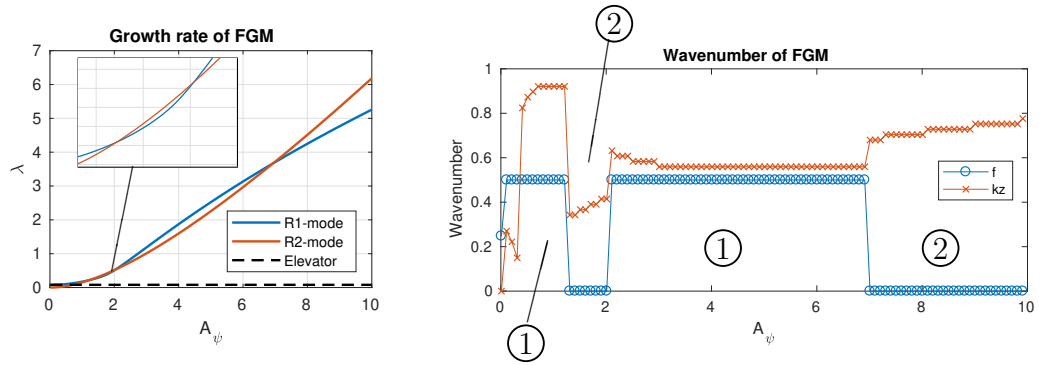 Growth rate of FGM
7
6
5
4
3
2
1
0
λ
0 2 4 6 8 10
A_ψ
R1-mode
R2-mode
Elevator
Wavenumber of FGM
1
0.8
0.6
0.4
0.2
0
Wavenumber
0 2 4 6 8 10
A_ψ
f
kz
②
①
①
②